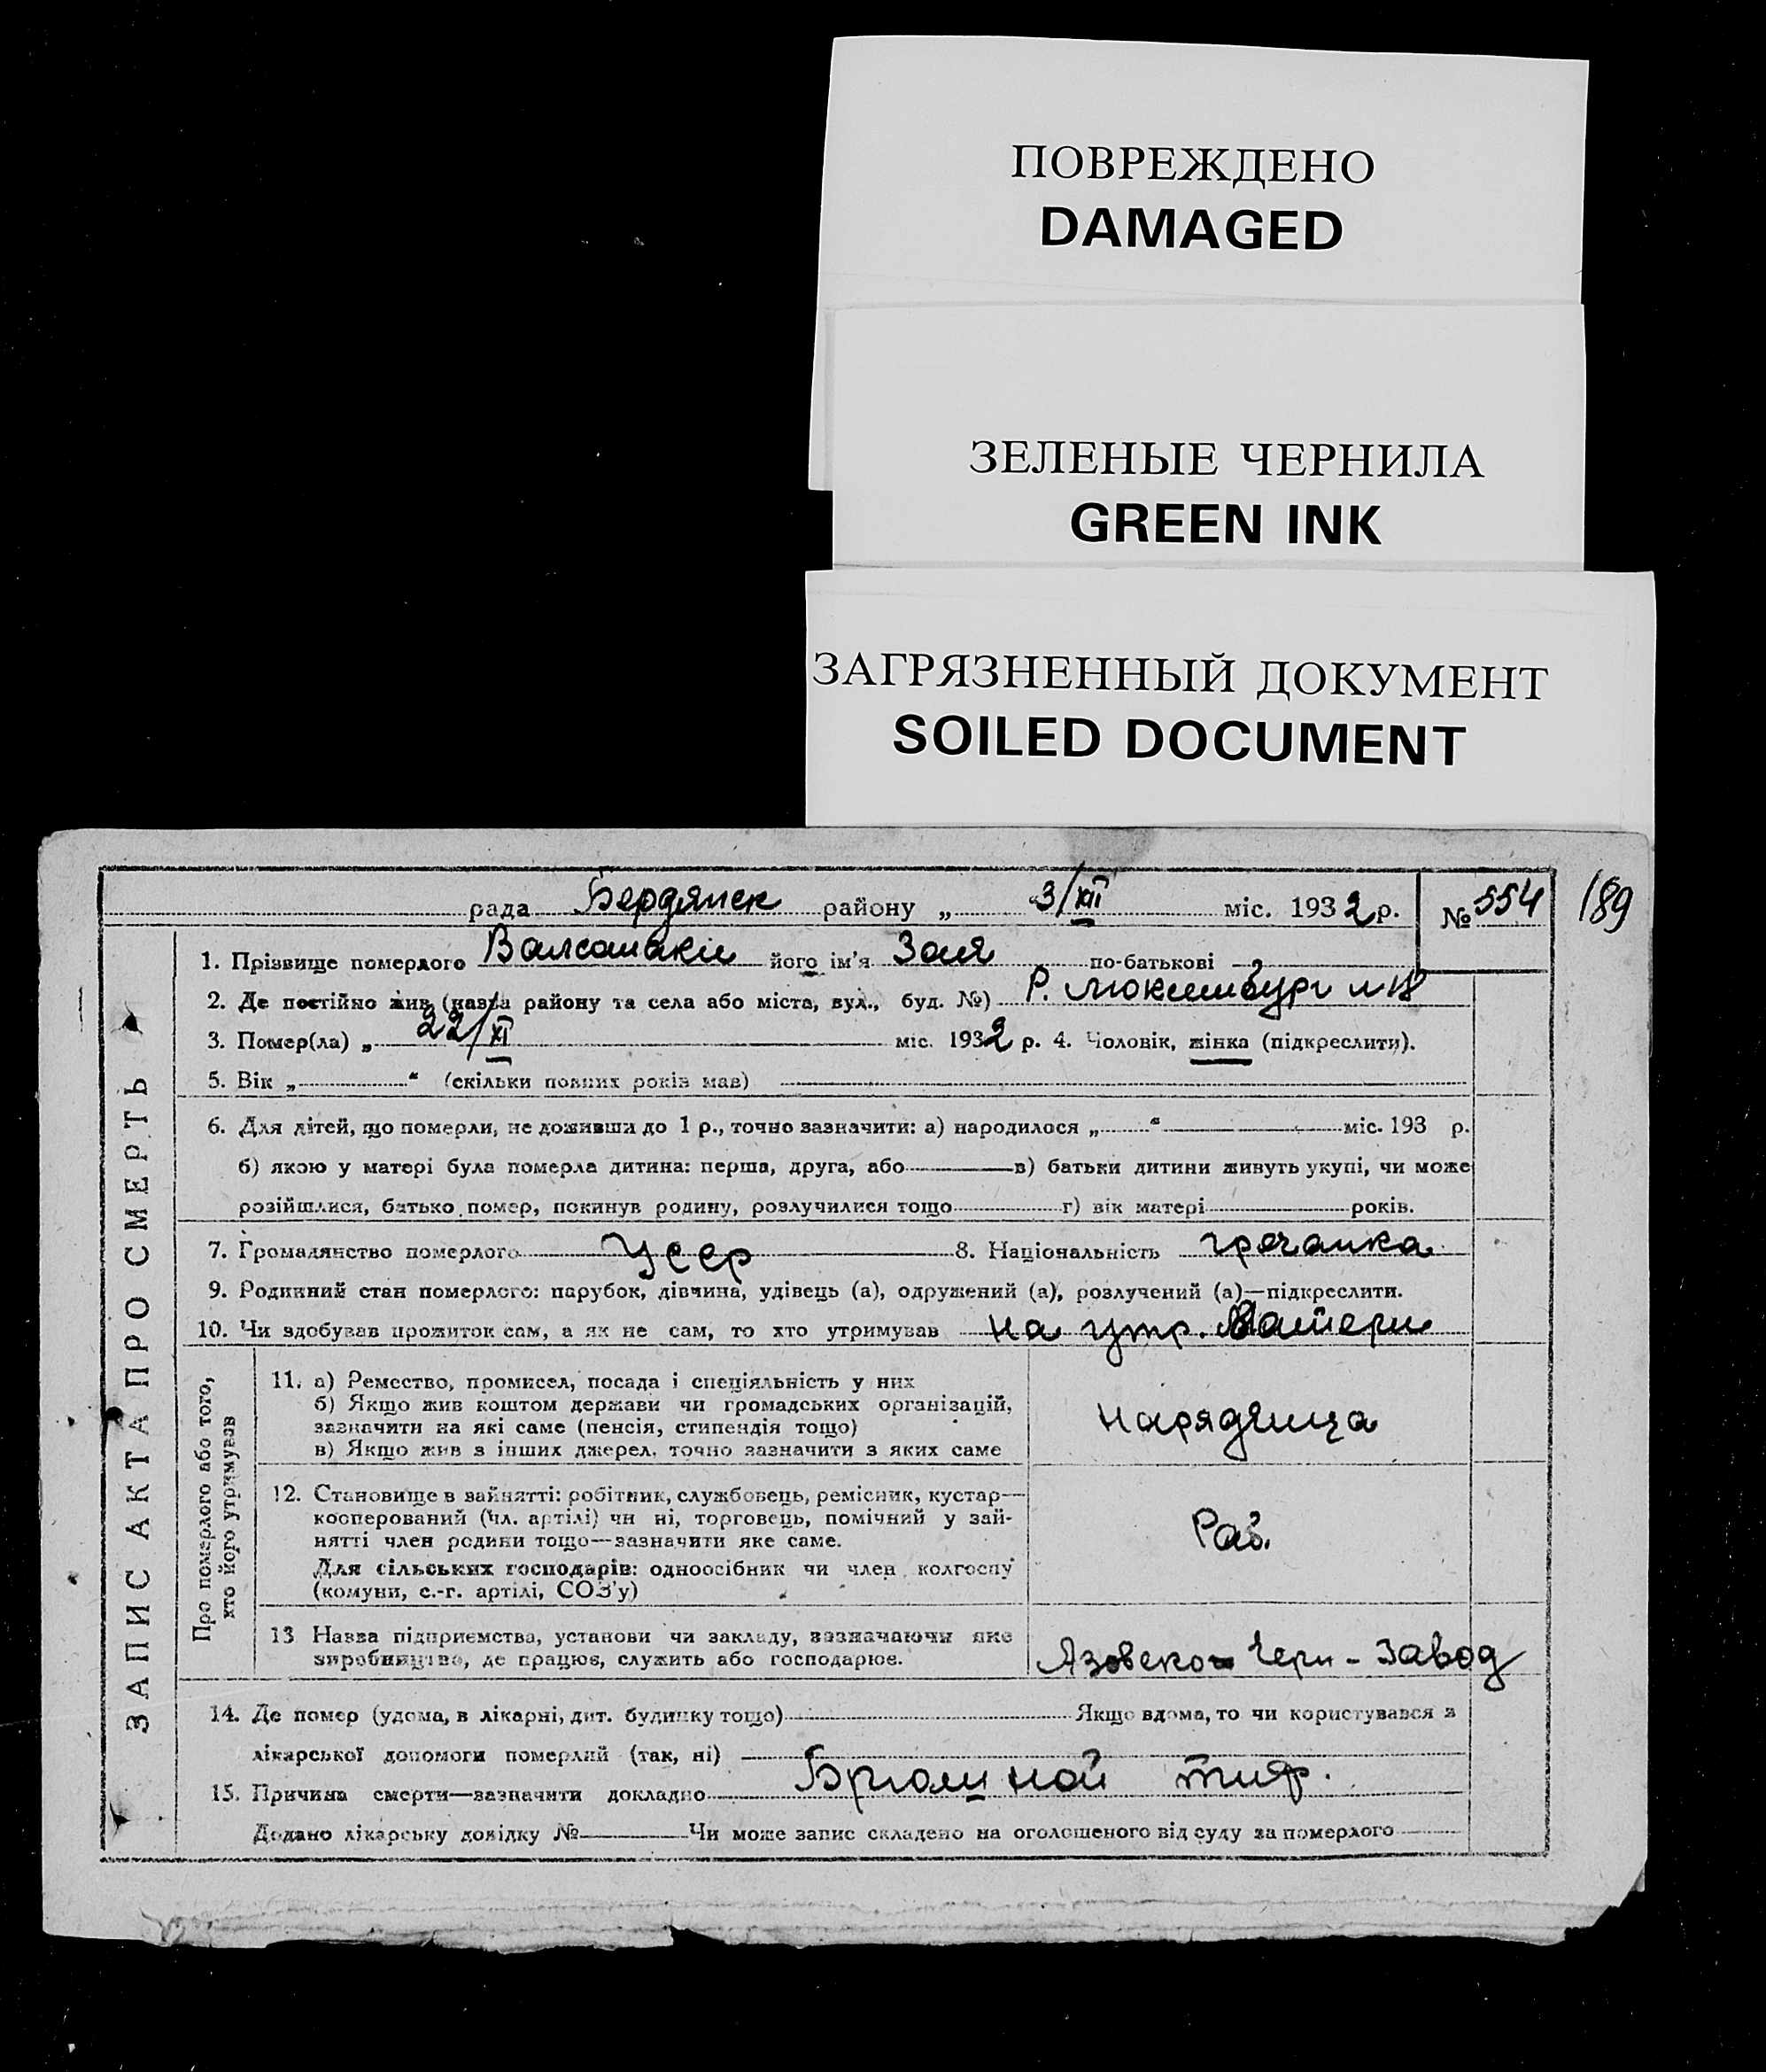 ПОВРЕЖДЕНО
DAMAGED
ЗЕЛЕНЫЕ ЧЕРНИЛА
GREEN INK
ЗАГРЯЗНЕННЫЙ ДОКУМЕНТ
SOILED DOCUMENT
рада Бердянск району „ 3/XII міс. 1932 р. № 554 189
ЗАПИС АКТА ПРО СМЕРТЬ
1. Прізвище померлого його ім'я Зоя по-батькові —
2. Де постійно жив (назва району та села або міста, вул., буд. №) Р. Люксембург
3. Помер(ла) „ 22/XI міс. 1932 р. 4. Чоловік, жінка (підкреслити).
5. Вік „ “ (скільки повних років мав)
6. Для дітей, що померли, не доживши до 1 р., точно зазначити: а) народилося „ “ міс. 193 р.
б) якою у матері була померла дитина: перша, друга, або в) батьки дитини живуть укупі, чи може
розійшлися, батько помер, покинув родину, розлучилися тощо г) вік матері років.
7. Громадянство померлого Усср 8. Національність гречанка
9. Родинний стан померлого: парубок, дівчина, удівець (а), одружений (а), розлучений (а)—підкреслити.
10. Чи здобував прожиток сам, а як не сам, то хто утримував на утр. Матери
Про померлого або того,
хто його утримував
11. а) Ремество, промисел, посада і спеціяльність у них
б) Якщо жив коштом держави чи громадських організацій,
зазначити на які саме (пенсія, стипендія тощо)
в) Якщо жив з інших джерел, точно зазначити з яких саме
12. Становище в зайнятті: робітник, службовець, ремісник, кустар—
кооперований (чл. артілі) чи ні, торговець, помічний у зай-
нятті член родини тощо—зазначити яке саме.
Для сільських господарів: одноосібник чи член колгоспу
(комуни, с.-г. артілі, СОЗ'у)
Раб.
13 Назва підприємства, установи чи закладу, зазначаючи яке
виробництво, де працює, служить або господарює.
Азовско Черн - Завод
14. Де помер (удома, в лікарні, дит. будинку тощо) Якщо вдома, то чи користувався з
лікарської допомоги померлий (так, ні)
15. Причина смерти—зазначити докладно Брюшной тиф.
Додано лікарську довідку № Чи може запис складено на оголошеного від суду за померлого